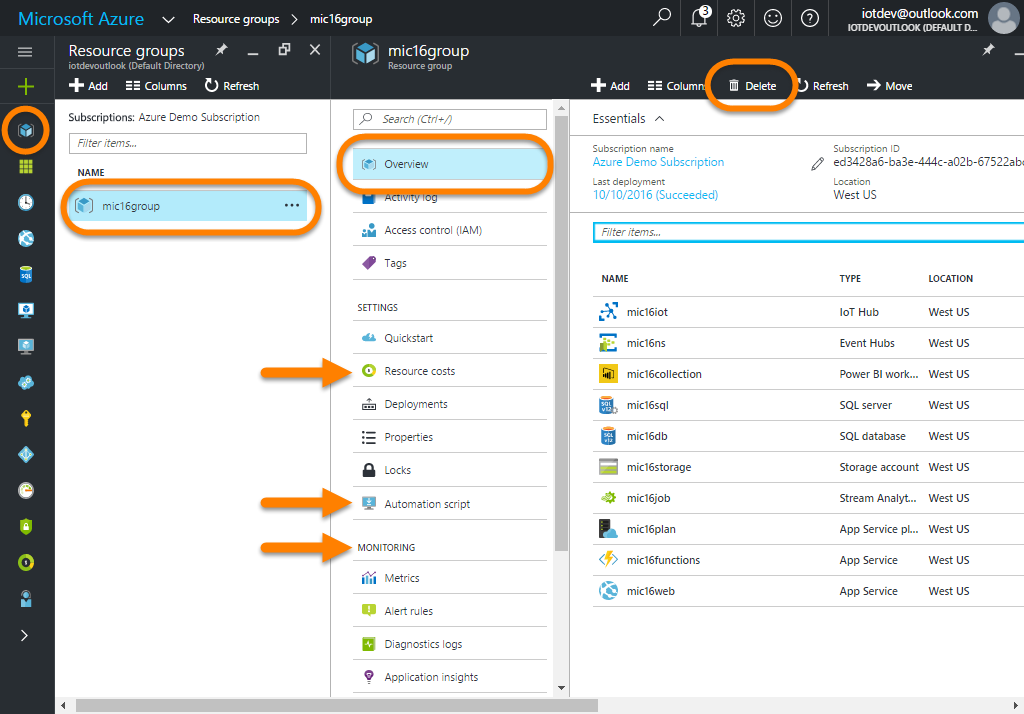 Microsoft Azure
Resource groups
mic16group
3
iotdev@outlook.com
IOTDEVOUTLOOK (DEFAULT D...
Resource groups
iotdevoutlook (Default Directory)
Add
Columns
Refresh
Subscriptions: Azure Demo Subscription
Filter items...
NAME
mic16group
...
mic16group
Resource group
Search (Ctrl+/)
Overview
Activity log
Access control (IAM)
Tags
SETTINGS
Quickstart
Resource costs
Deployments
Properties
Locks
Automation script
MONITORING
Metrics
Alert rules
Diagnostics logs
Application insights
Add
Column
Delete
Refresh
Move
Essentials
Subscription name
Azure Demo Subscription
Last deployment
10/10/2016 (Succeeded)
Subscription ID
ed3428a6-ba3e-444c-a02b-67522abc
Location
West US
Filter items...
NAME TYPE LOCATION
mic16iot IoT Hub West US
mic16ns Event Hubs West US
mic16collection Power BI work... West US
mic16sql SQL server West US
mic16db SQL database West US
mic16storage Storage account West US
mic16job Stream Analyt... West US
mic16plan App Service pl... West US
mic16functions App Service West US
mic16web App Service West US